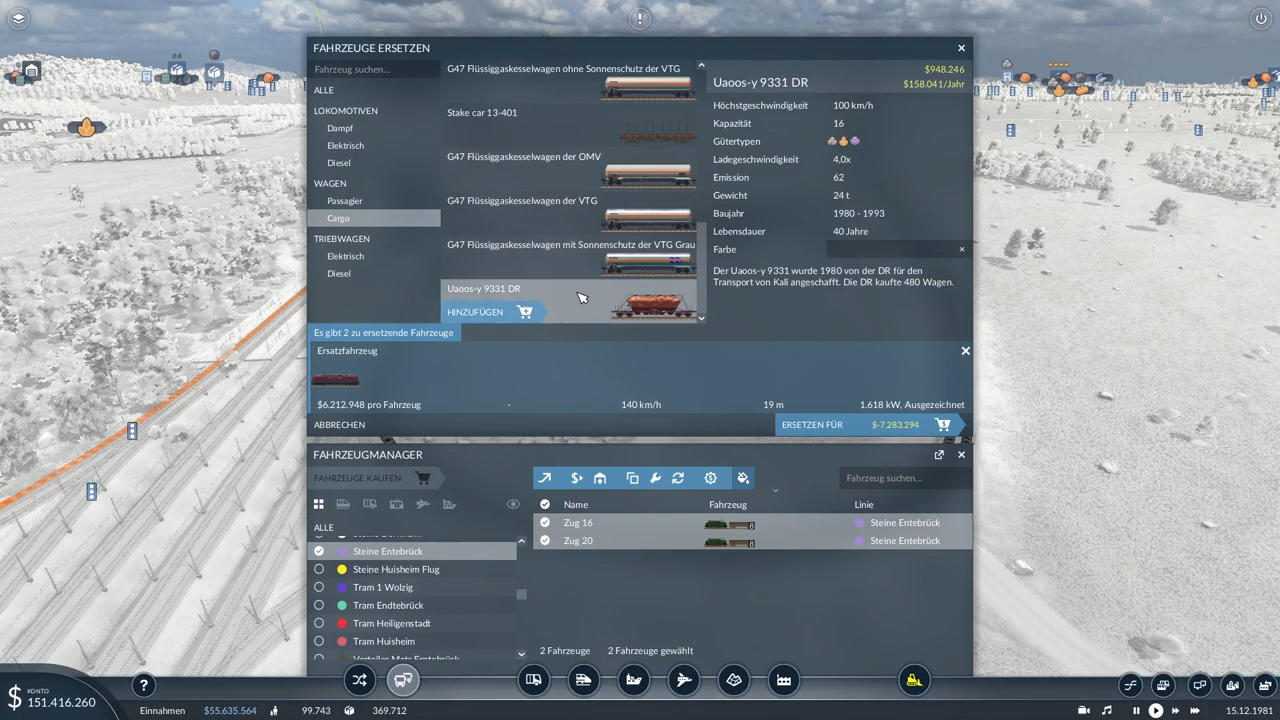 FAHRZEUGE ERSETZEN
Fahrzeug suchen...
ALLE
LOKOMOTIVEN
Dampf
Elektrisch
Diesel
WAGEN
Passagier
Cargo
TRIEBWAGEN
Elektrisch
Diesel
G47 Flüssiggaskesselwagen ohne Sonnenschutz der VTG
Stake car 13-401
G47 Flüssiggaskesselwagen der OMV
G47 Flüssiggaskesselwagen der VTG
G47 Flüssiggaskesselwagen mit Sonnenschutz der VTG Grau
Uaoos-y 9331 DR
HINZUFÜGEN
$948.246
Uaoos-y 9331 DR
$158.041/Jahr
Höchstgeschwindigkeit 100 km/h
Kapazität 16
Gütertypen
Ladegeschwindigkeit 4,0x
Emission 62
Gewicht 24 t
Baujahr 1980 - 1993
Lebensdauer 40 Jahre
Farbe
Der Uaoos-y 9331 wurde 1980 von der DR für den
Transport von Kali angeschafft. Die DR kaufte 480 Wagen.
Es gibt 2 zu ersetzende Fahrzeuge
Ersatzfahrzeug
$6.212.948 pro Fahrzeug - 140 km/h 19 m 1.618 kW, Ausgezeichnet
ABBRECHEN
ERSETZEN FÜR $-7.283.294
FAHRZEUGMANAGER
FAHRZEUGE KAUFEN
Fahrzeug suchen...
ALLE
Steine Entebrück
Steine Huisheim Flug
Tram 1 Wolzig
Tram Endtebrück
Tram Heiligenstadt
Tram Huisheim
Name Fahrzeug Linie
Zug 16 8 Steine Entebrück
Zug 20 8 Steine Entebrück
2 Fahrzeuge 2 Fahrzeuge gewählt
$ KONTO
151.416.260
?
Einnahmen $55.635.564 99.743 369.712
15.12.1981